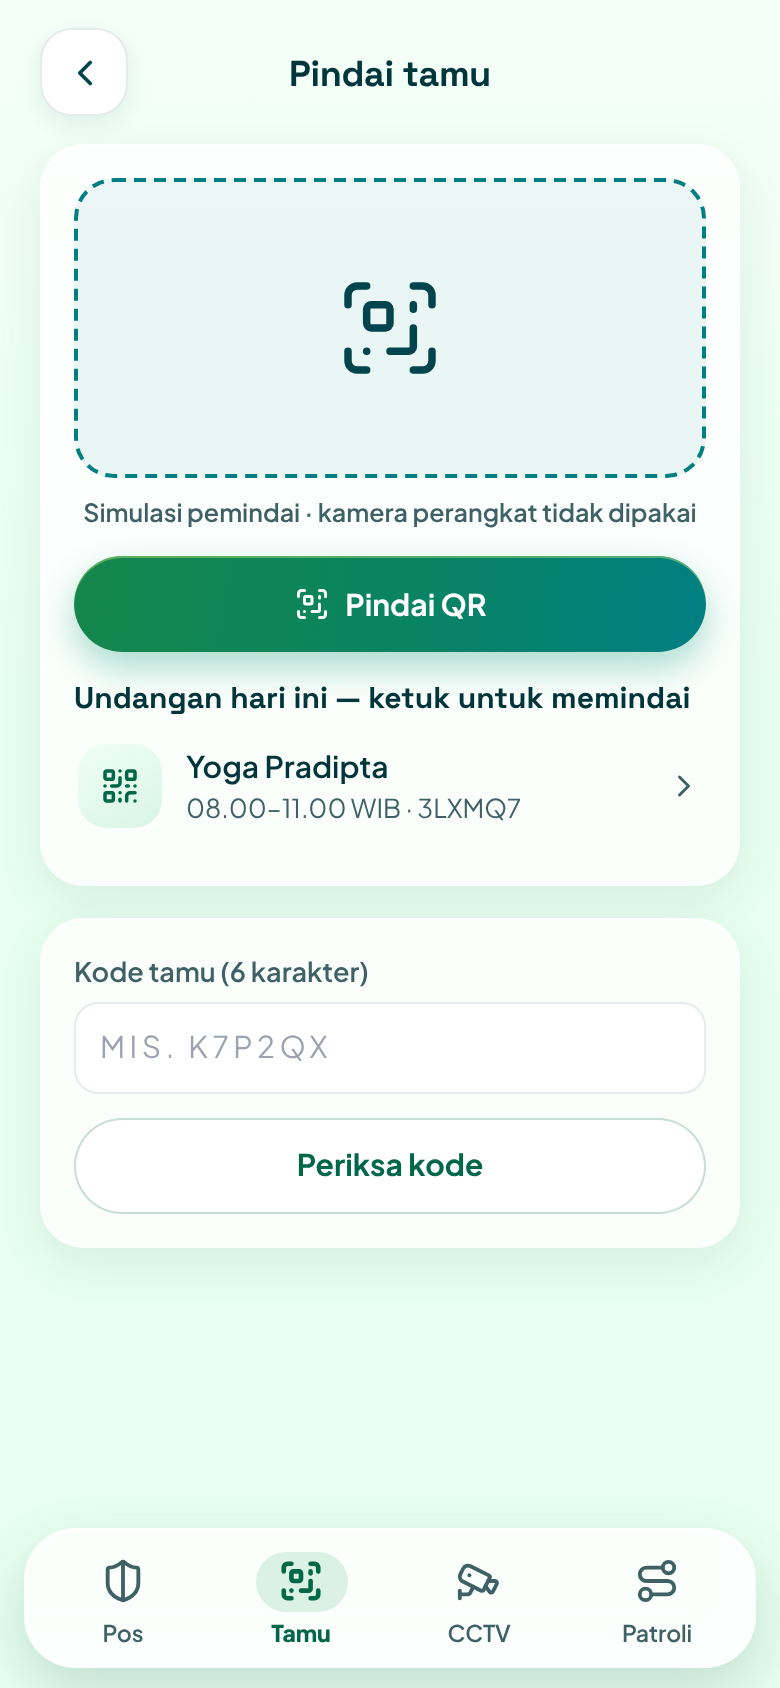 Pindai tamu
Simulasi pemindai · kamera perangkat tidak dipakai
Pindai QR
Undangan hari ini — ketuk untuk memindai
Yoga Pradipta
08.00–11.00 WIB · 3LXMQ7
Kode tamu (6 karakter)
MIS. K7P2QX
Periksa kode
Pos
Tamu
CCTV
Patroli